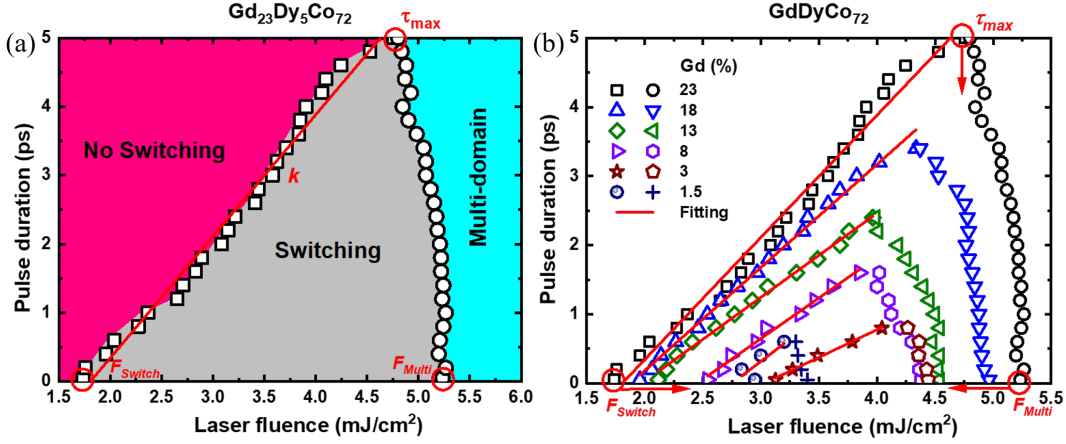 Gd₂₃Dy₅Co₇₂
(a)
τmax
5
4
3
2
1
0
Pulse duration (ps)
No Switching
k
Switching
Multi-domain
FSwitch
FMulti
1.5 2.0 2.5 3.0 3.5 4.0 4.5 5.0 5.5 6.0
Laser fluence (mJ/cm²)
GdDyCo₇₂
(b)
τmax
5
4
3
2
1
0
Pulse duration (ps)
Gd (%)
23
18
13
8
3
1.5
Fitting
FSwitch
FMulti
1.5 2.0 2.5 3.0 3.5 4.0 4.5 5.0 5.5
Laser fluence (mJ/cm²)